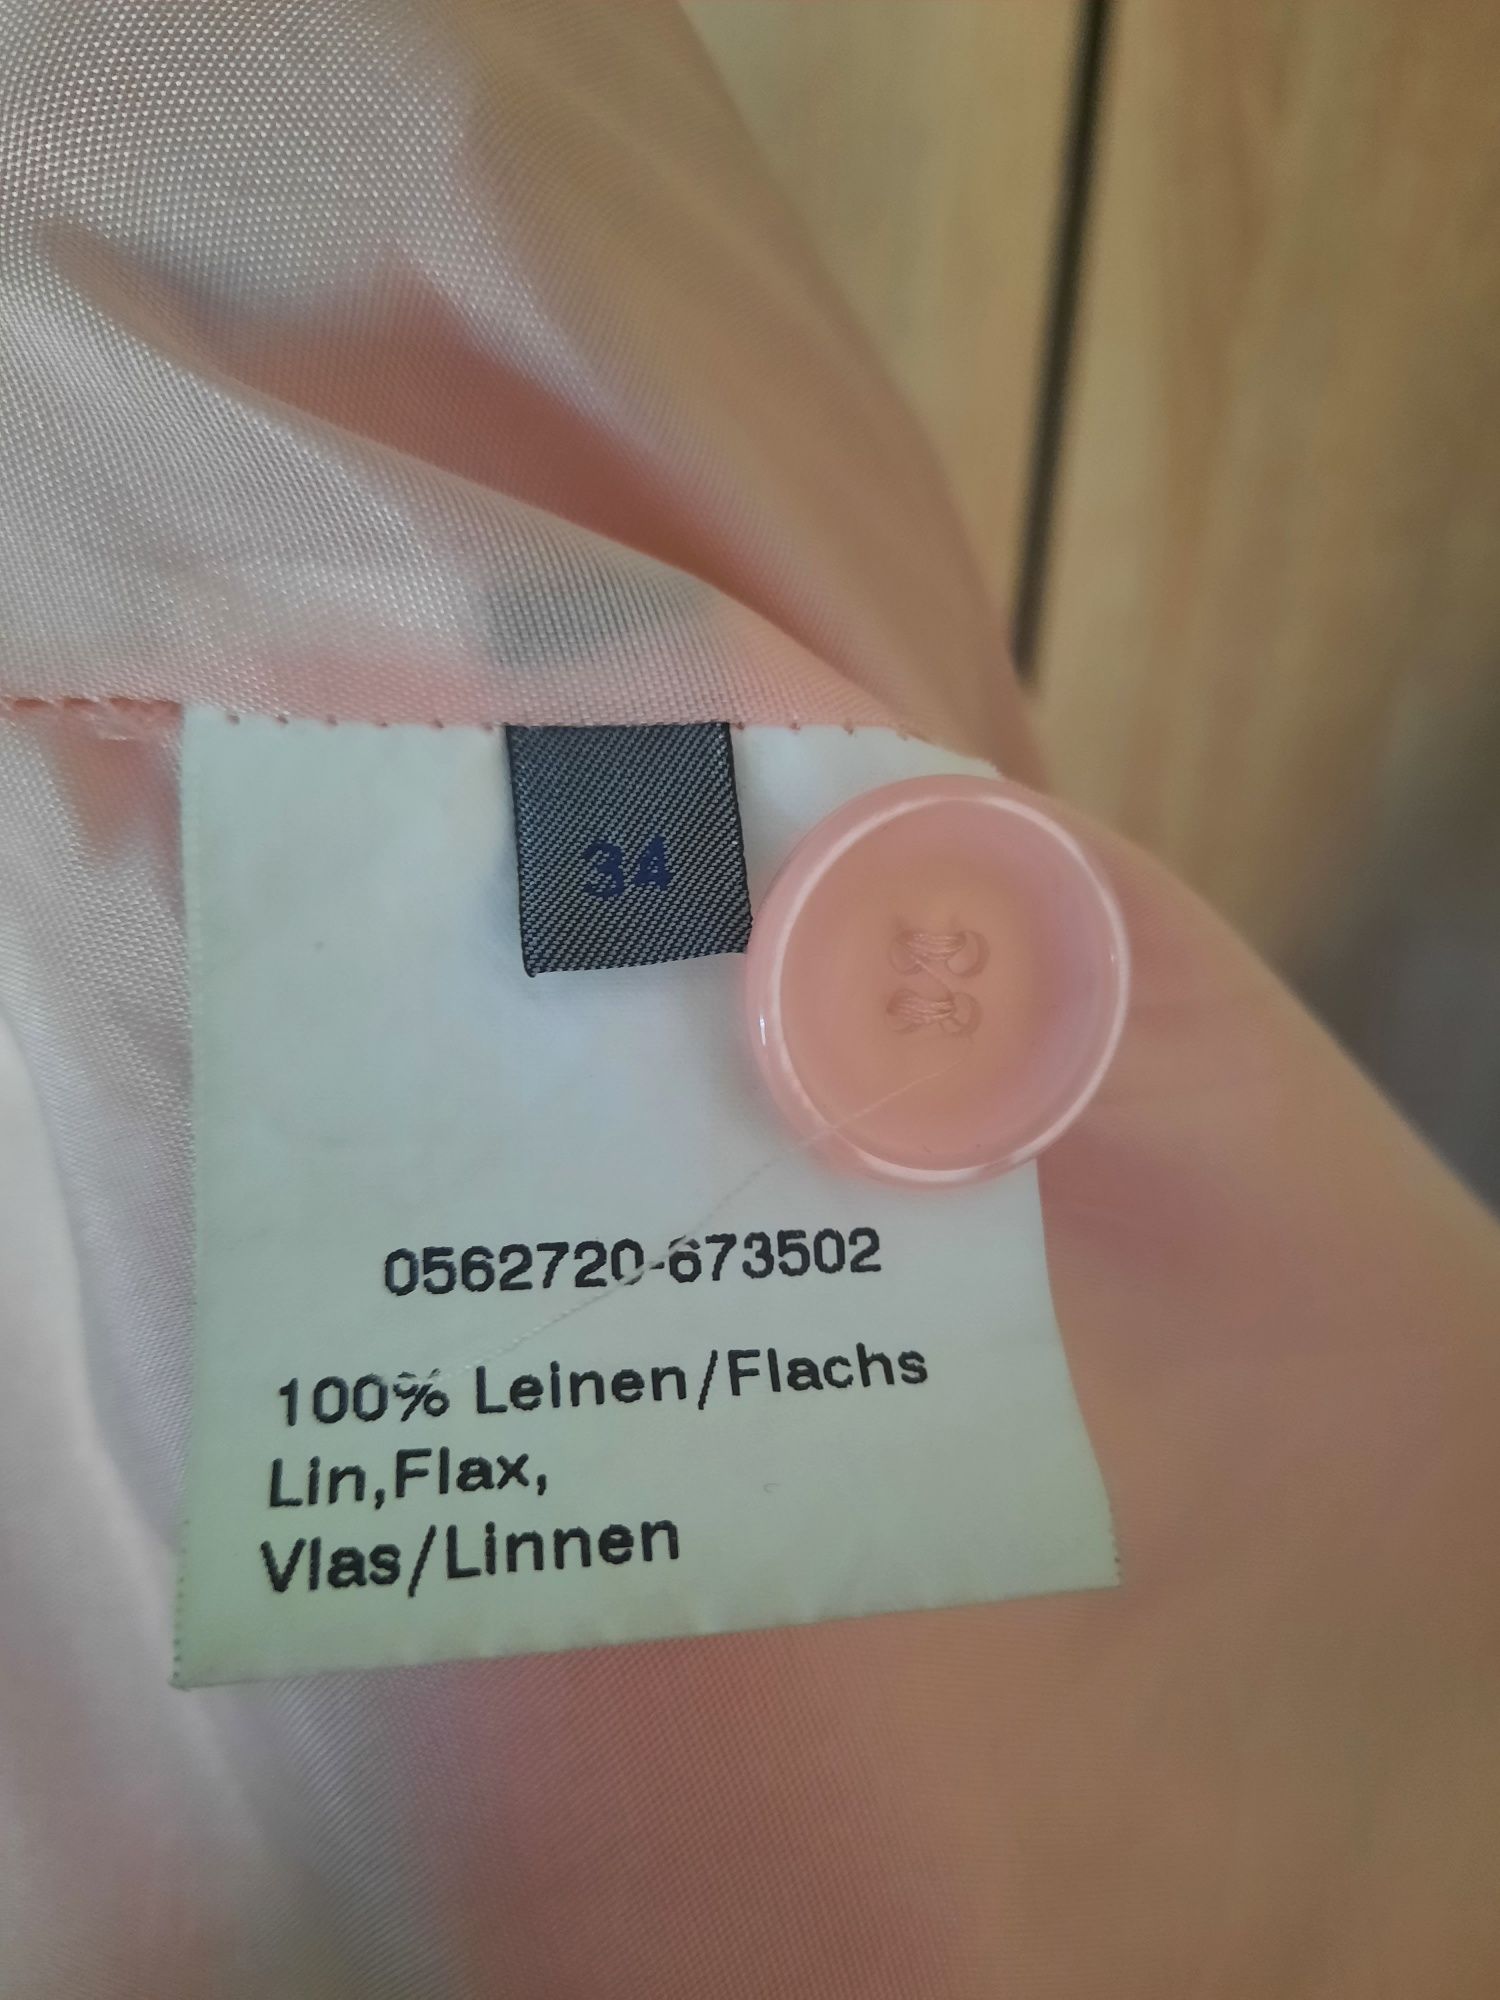 34
0562720-673502
100% Leinen/Flachs
Lin,Flax,
Vlas/Linnen